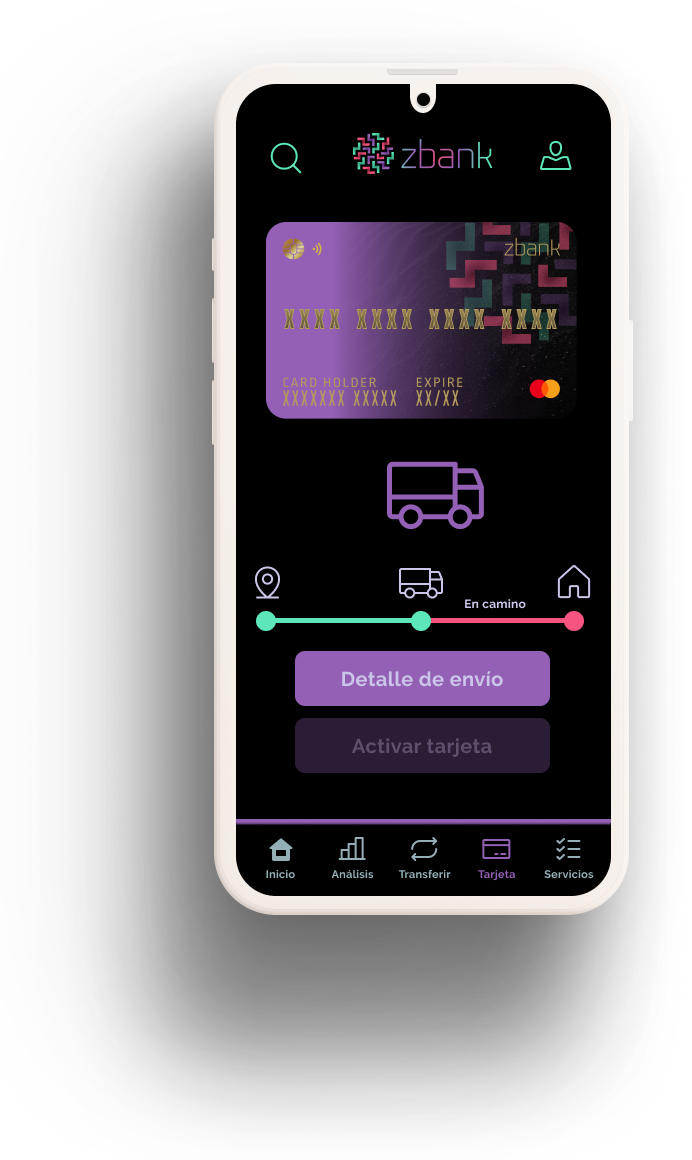 zbank
zbank
XXXX XXXX XXXX XXXX
CARD HOLDER EXPIRE
XXXXXXX XXXXX XX/XX
En camino
Detalle de envío
Activar tarjeta
Inicio Análisis Transferir Tarjeta Servicios